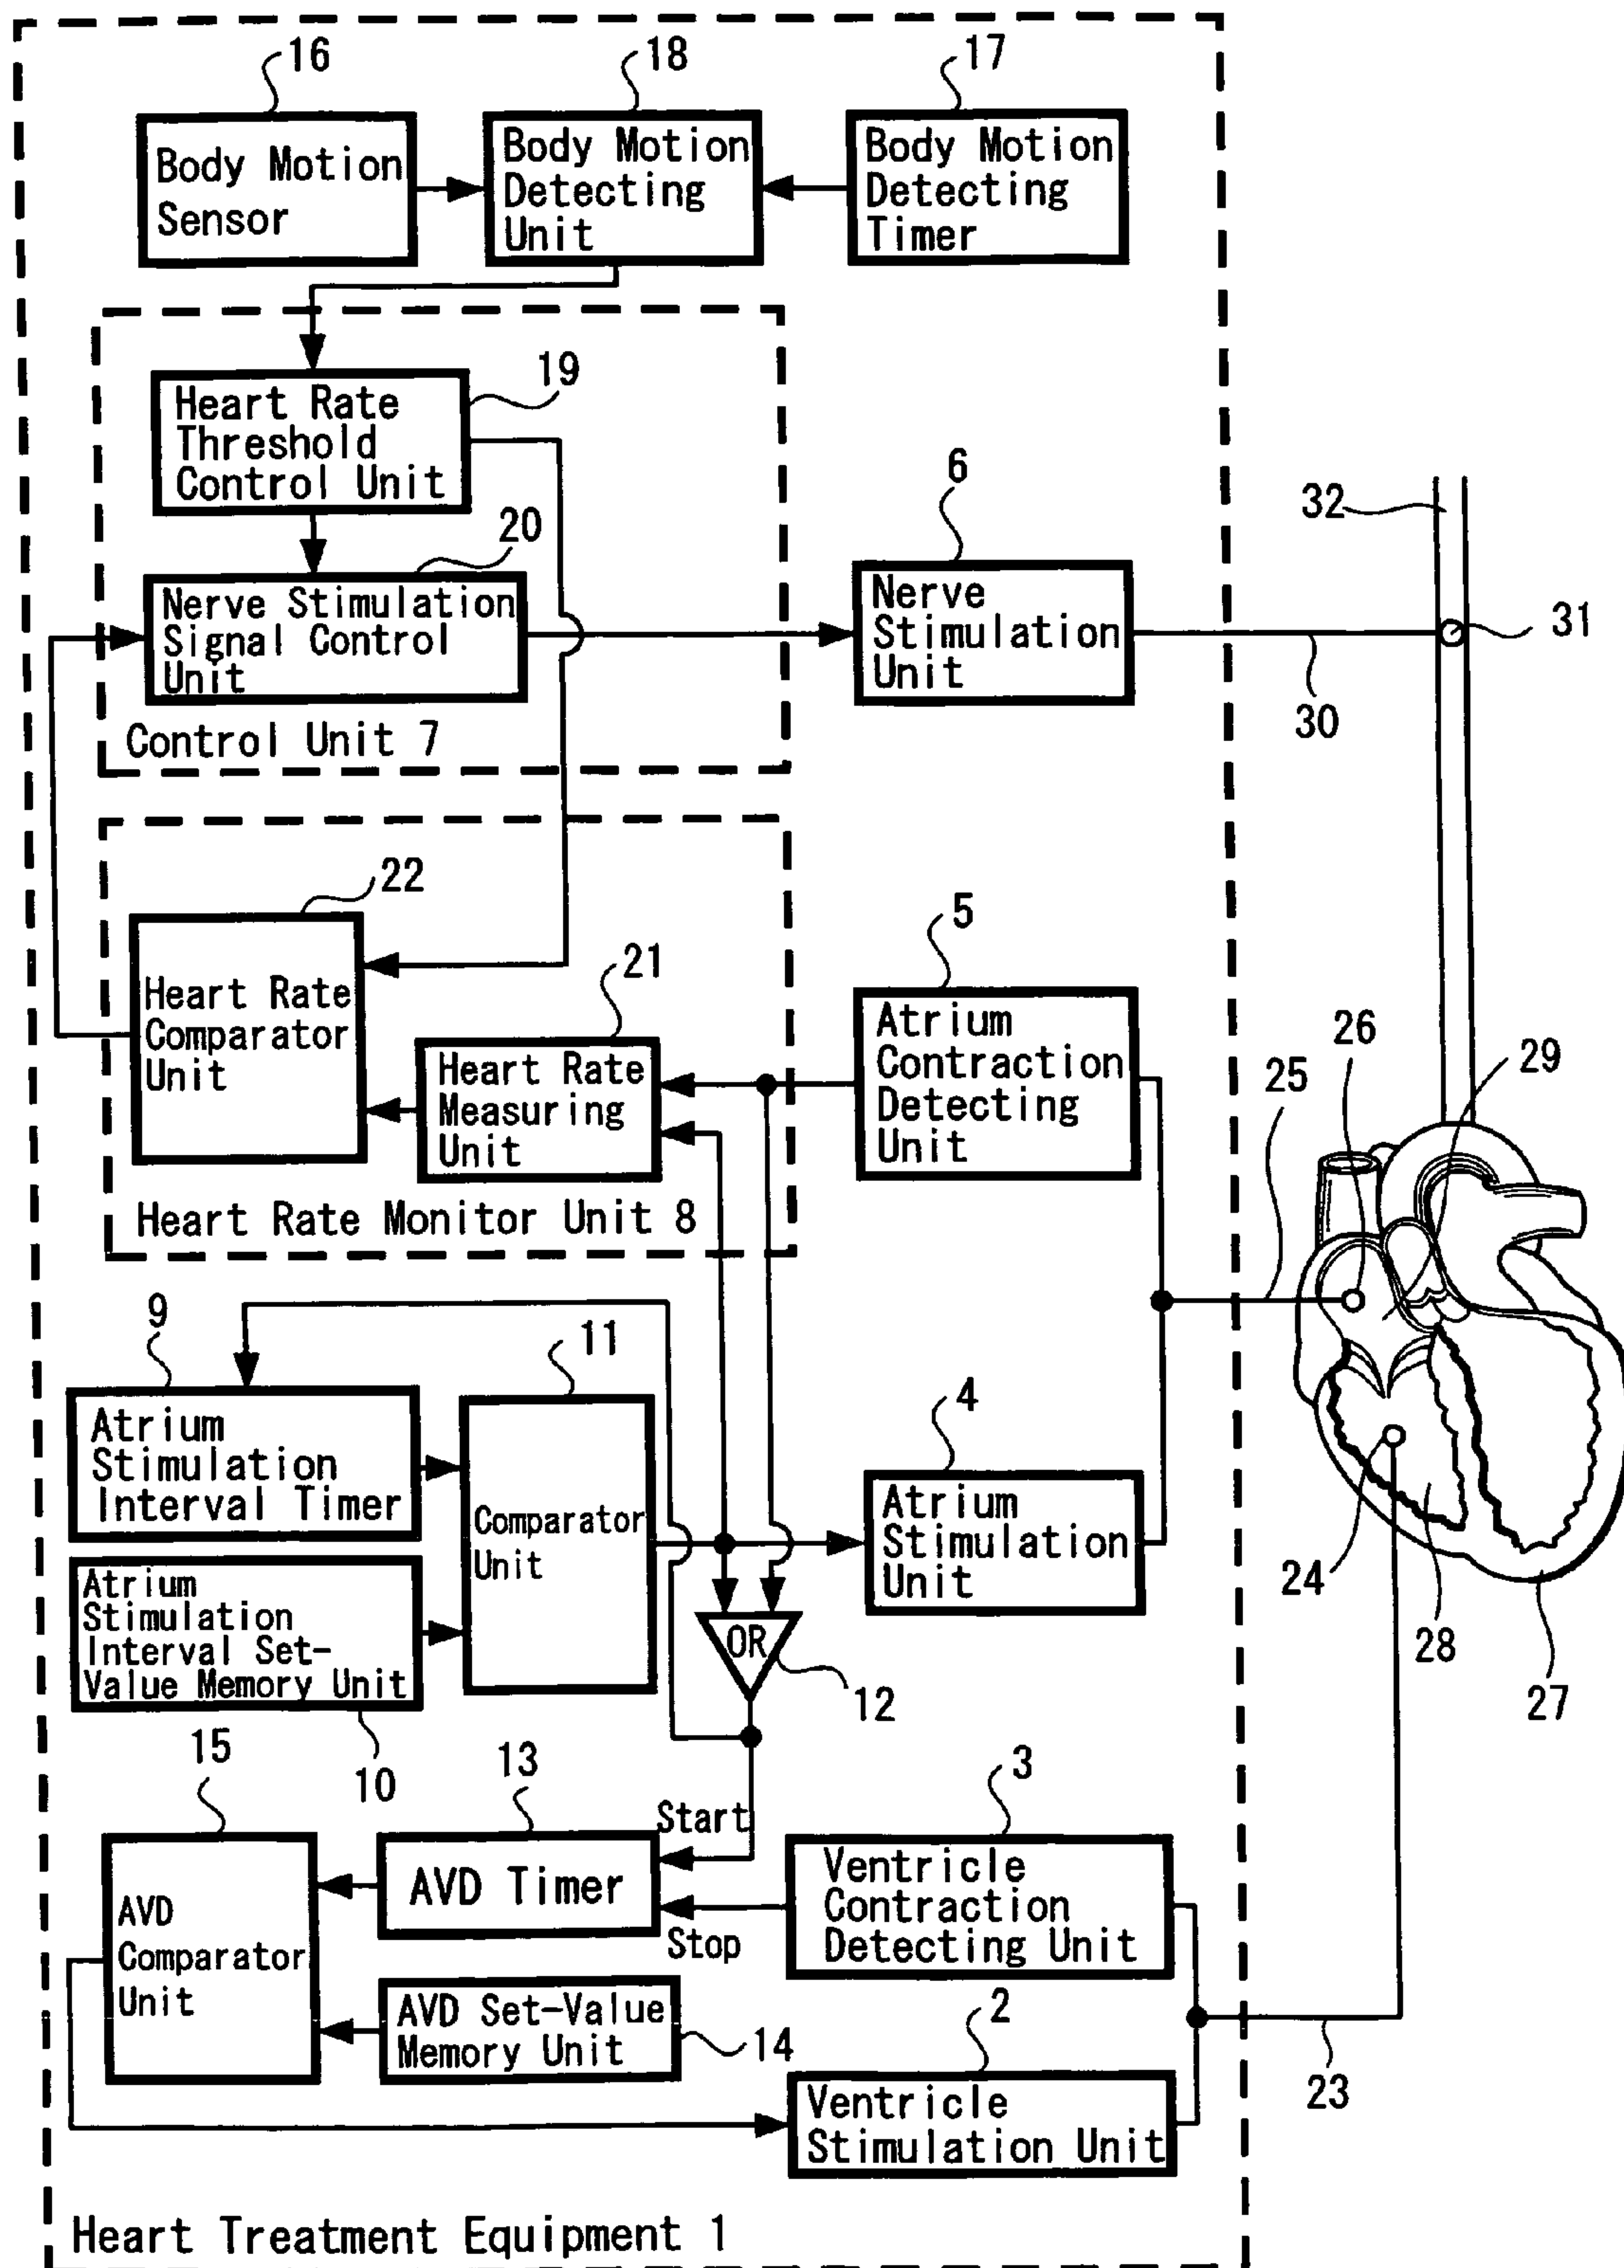 16
18
17
Body Motion
Sensor
Body Motion
Detecting
Unit
Body Motion
Detecting
Timer
19
Heart Rate
Threshold
Control Unit
20
Nerve Stimulation
Signal Control
Unit
Control Unit 7
6
Nerve
Stimulation
Unit
32
31
30
22
Heart Rate
Comparator
Unit
21
Heart Rate
Measuring
Unit
Heart Rate Monitor Unit 8
5
Atrium
Contraction
Detecting
Unit
25
26
29
9
Atrium
Stimulation
Interval Timer
11
Comparator
Unit
4
Atrium
Stimulation
Unit
Atrium
Stimulation
Interval Set-
Value Memory Unit
10
OR
12
24
28
27
15
AVD
Comparator
Unit
13
AVD Timer
Start
Stop
3
Ventricle
Contraction
Detecting Unit
AVD Set-Value
Memory Unit
14
2
Ventricle
Stimulation Unit
23
Heart Treatment Equipment 1